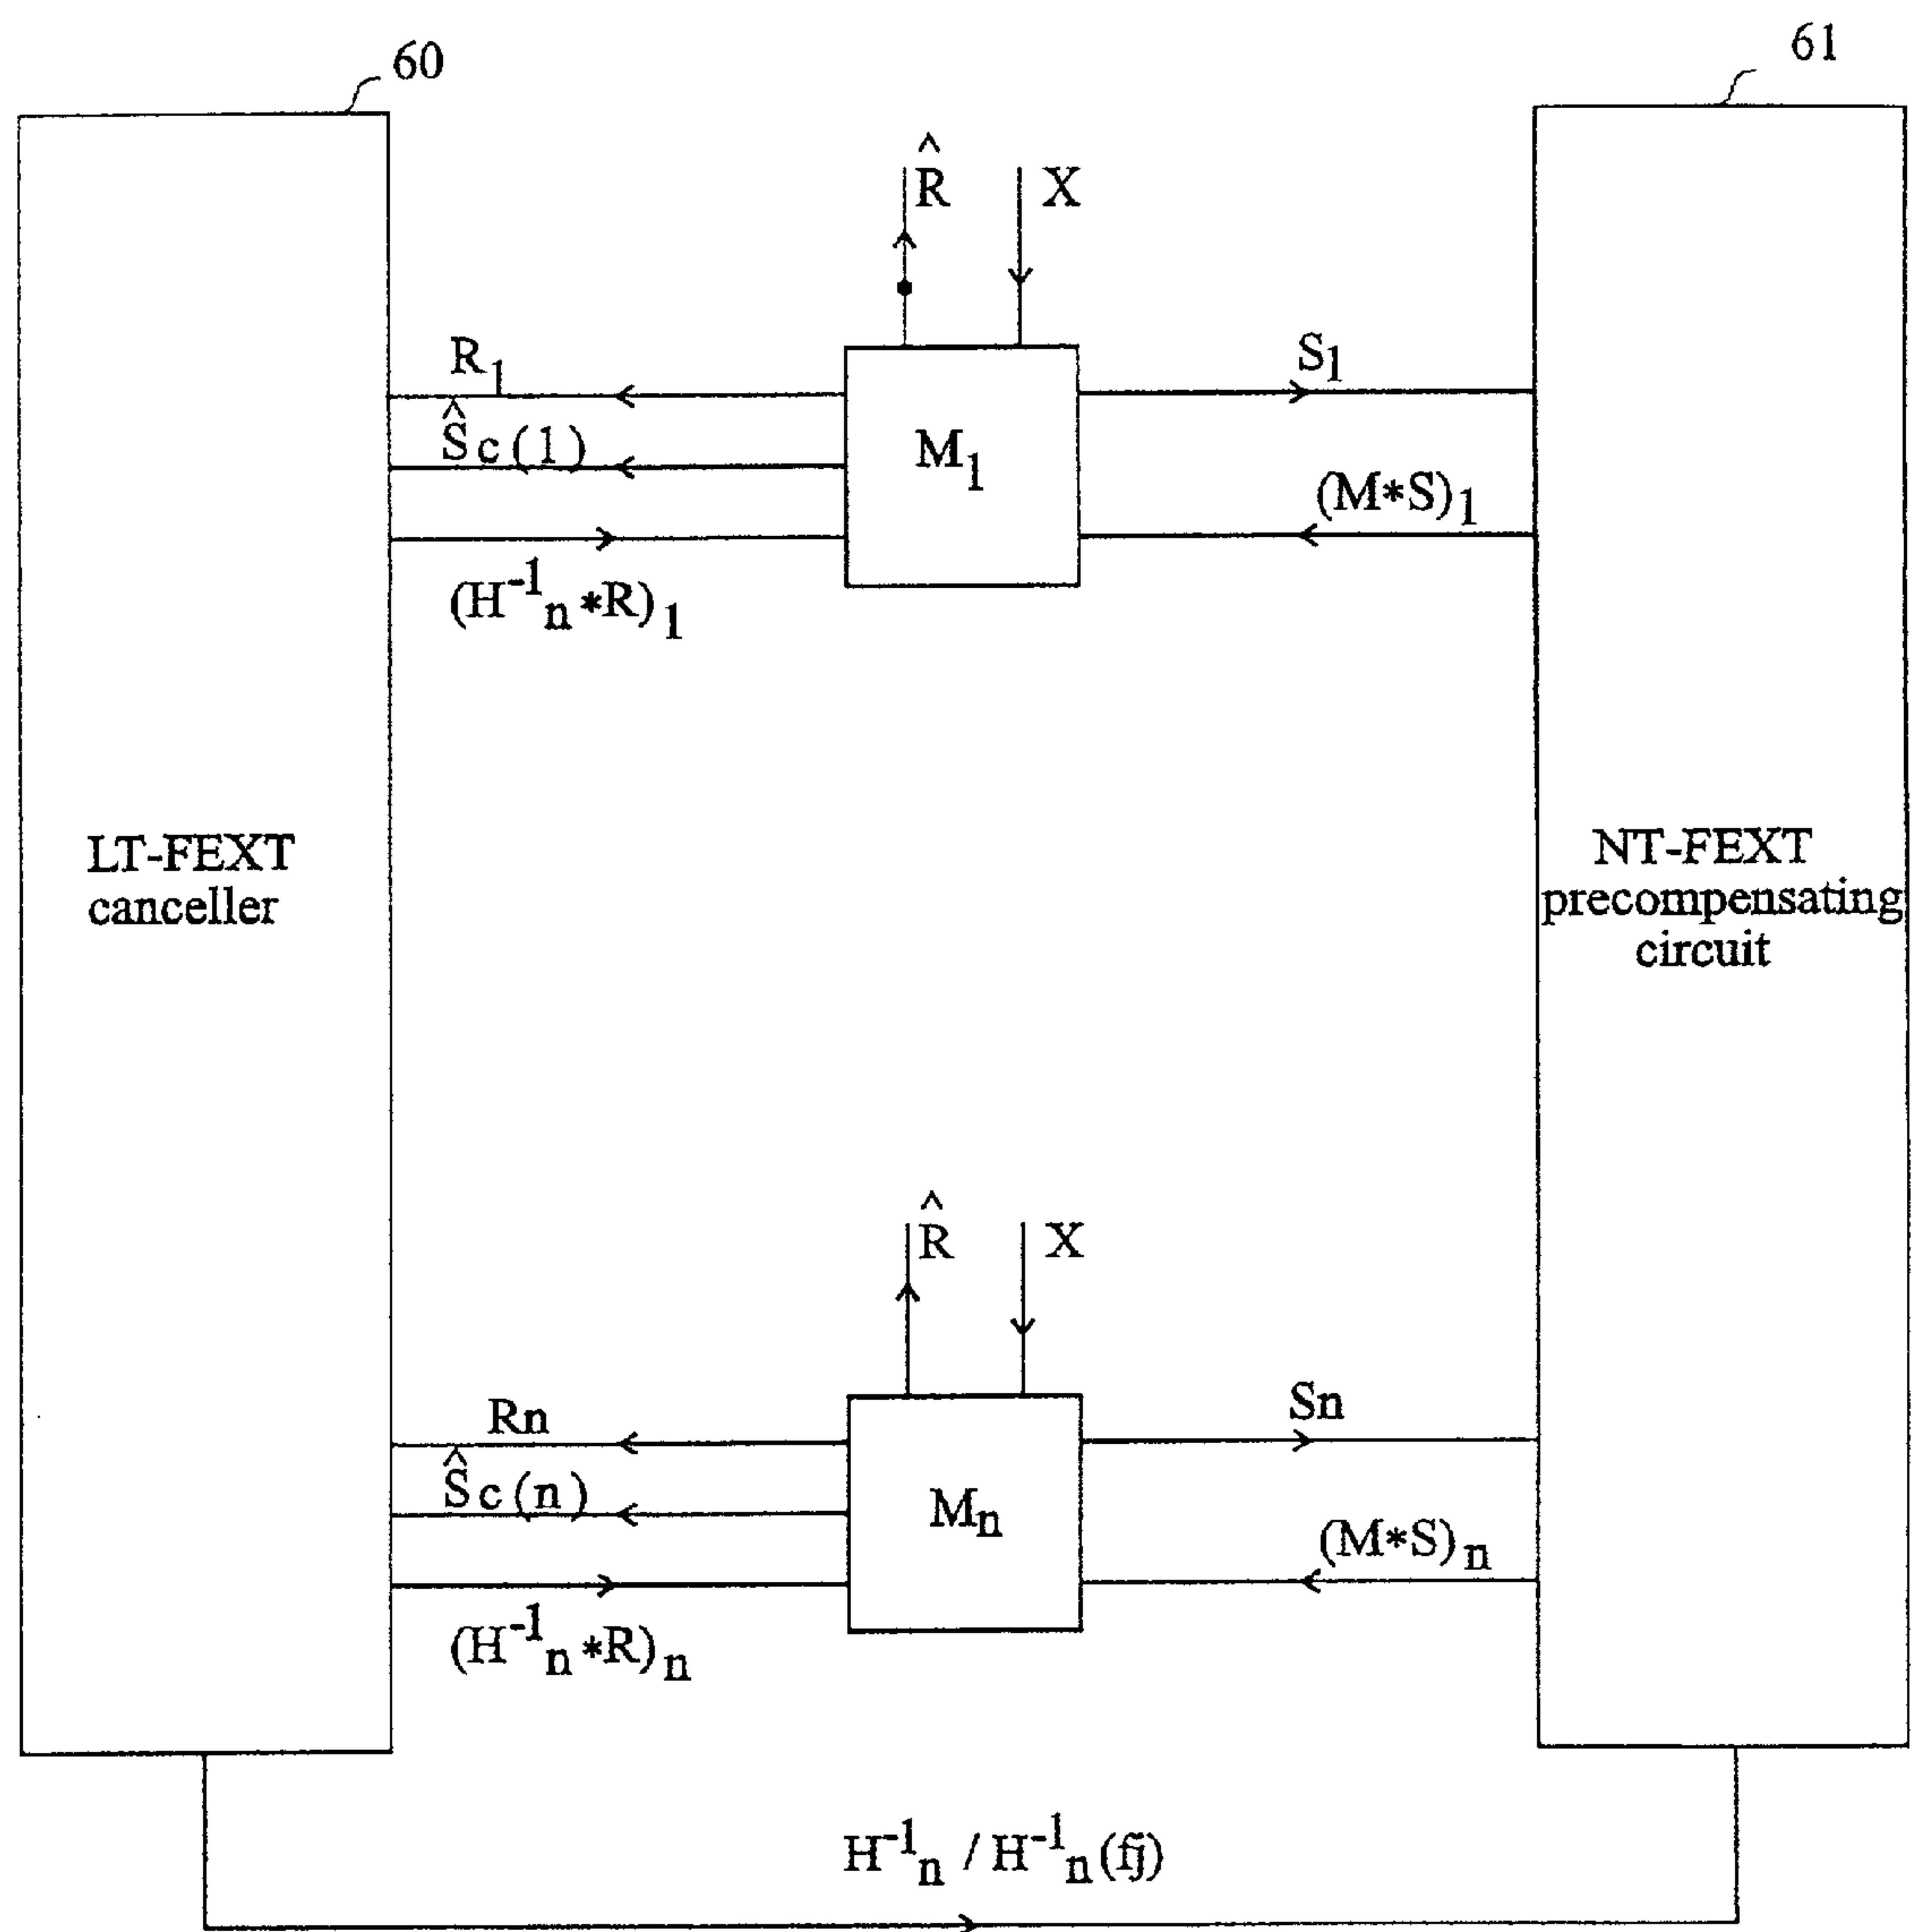 60
61
R̂ X
R₁
S₁
Ŝc(1)
M₁
(M*S)₁
(H⁻¹ₙ*R)₁
LT-FEXT
canceller
NT-FEXT
precompensating
circuit
R̂ X
Rn
Sn
Ŝc(n)
Mₙ
(M*S)ₙ
(H⁻¹ₙ*R)ₙ
H⁻¹ₙ / H⁻¹ₙ(fj)